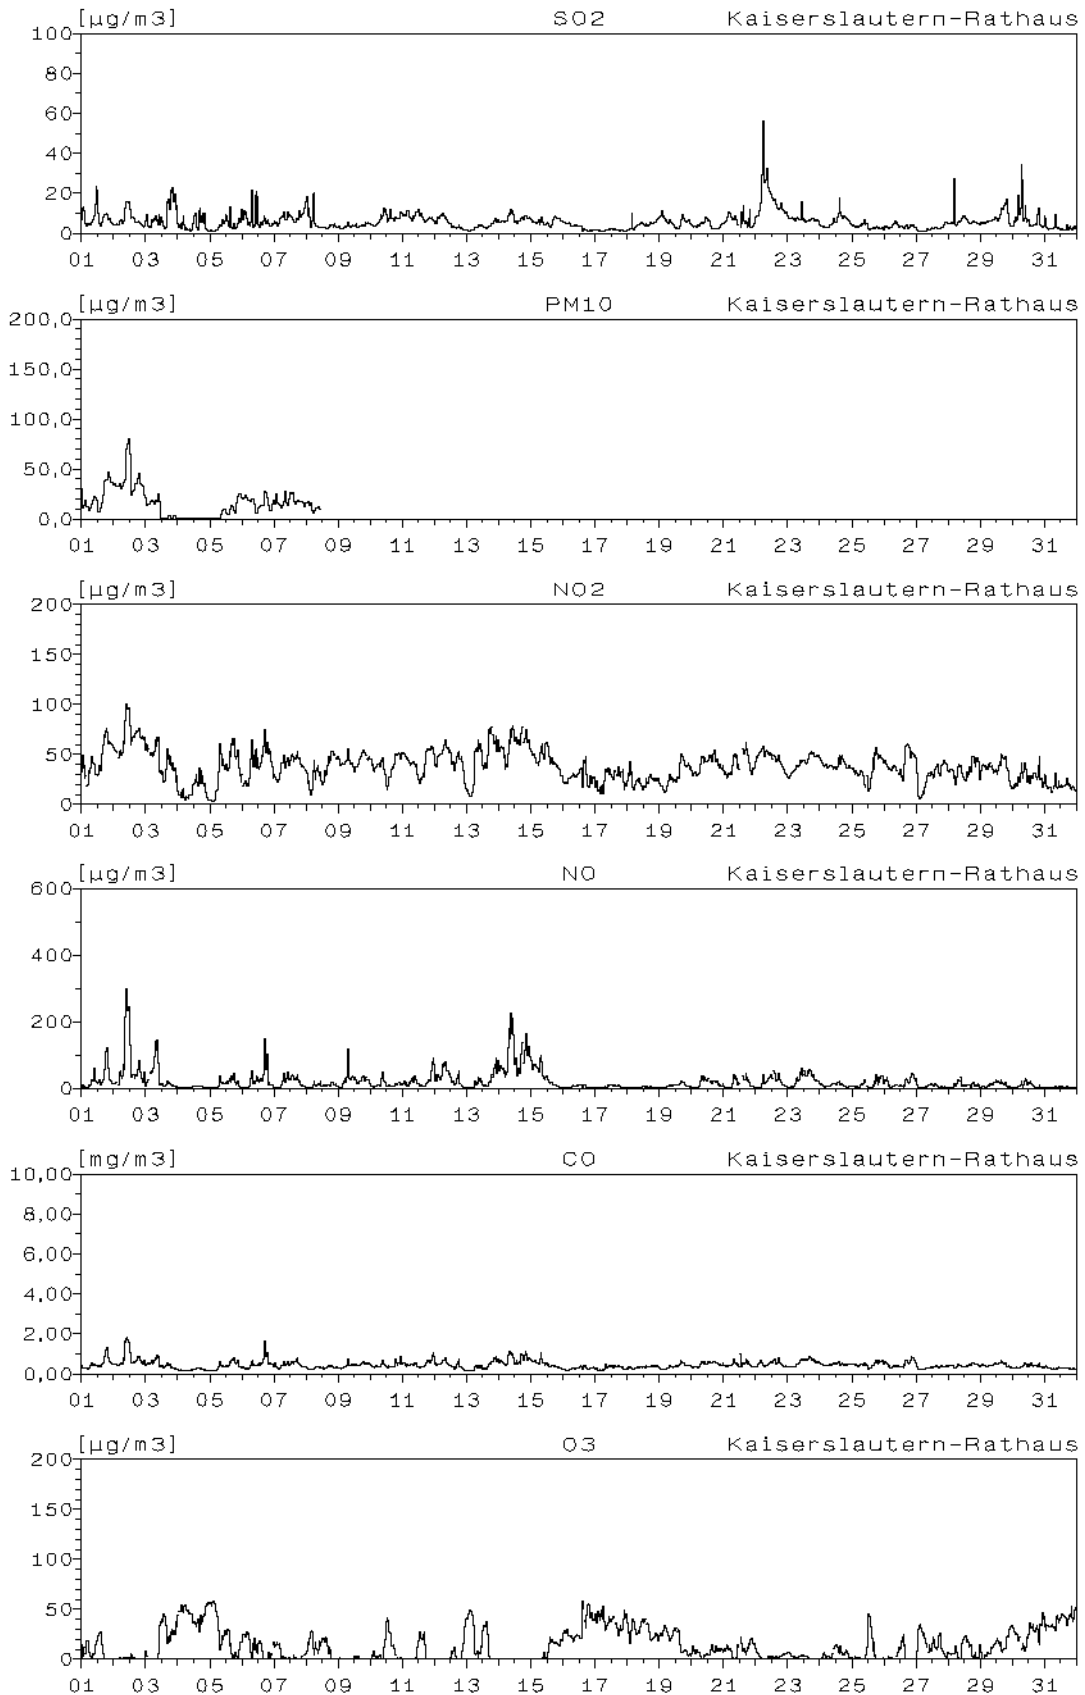 [µg/m3] SO2 Kaiserslautern-Rathaus
100
80
60
40
20
0
01 03 05 07 09 11 13 15 17 19 21 23 25 27 29 31
[µg/m3] PM10 Kaiserslautern-Rathaus
200,0
150,0
100,0
50,0
0,0
01 03 05 07 09 11 13 15 17 19 21 23 25 27 29 31
[µg/m3] NO2 Kaiserslautern-Rathaus
200
150
100
50
0
01 03 05 07 09 11 13 15 17 19 21 23 25 27 29 31
[µg/m3] NO Kaiserslautern-Rathaus
600
400
200
0
01 03 05 07 09 11 13 15 17 19 21 23 25 27 29 31
[mg/m3] CO Kaiserslautern-Rathaus
10,00
8,00
6,00
4,00
2,00
0,00
01 03 05 07 09 11 13 15 17 19 21 23 25 27 29 31
[µg/m3] O3 Kaiserslautern-Rathaus
200
150
100
50
0
01 03 05 07 09 11 13 15 17 19 21 23 25 27 29 31